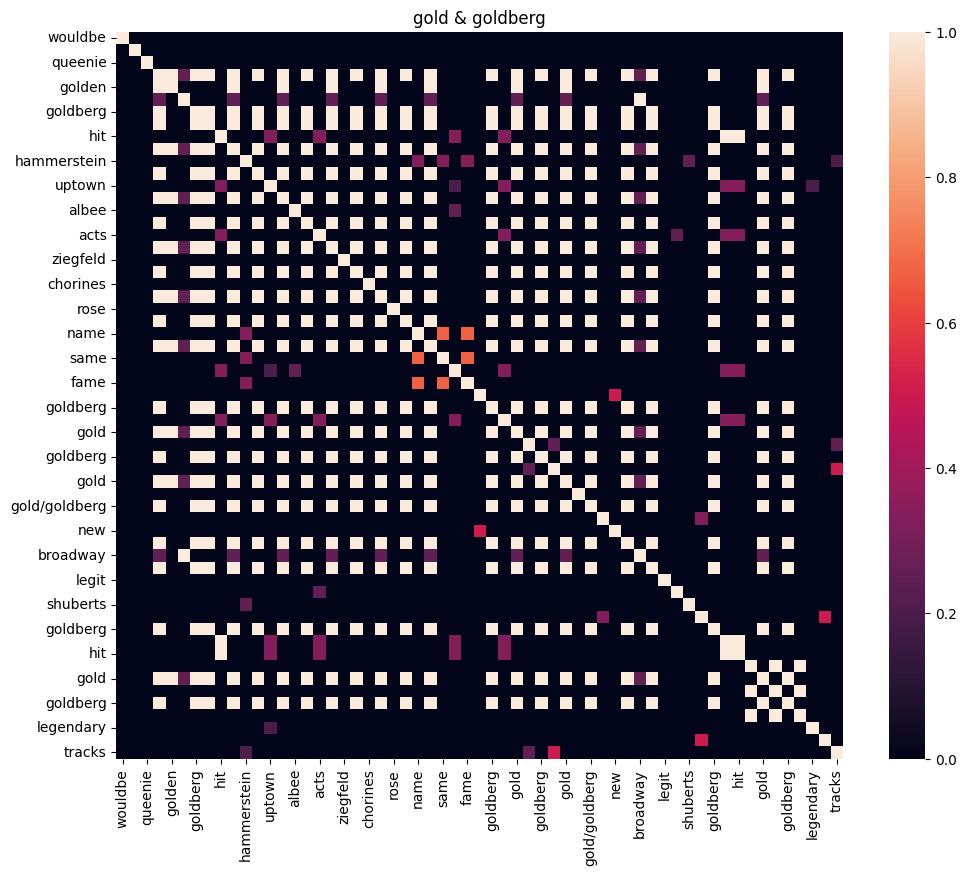 gold & goldberg
wouldbe
queenie
golden
goldberg
hit
hammerstein
uptown
albee
acts
ziegfeld
chorines
rose
name
same
fame
goldberg
gold
goldberg
gold
gold/goldberg
new
broadway
legit
shuberts
goldberg
hit
gold
goldberg
legendary
tracks
wouldbe
queenie
golden
goldberg
hit
hammerstein
uptown
albee
acts
ziegfeld
chorines
rose
name
same
fame
goldberg
gold
goldberg
gold
gold/goldberg
new
broadway
legit
shuberts
goldberg
hit
gold
goldberg
legendary
tracks
1.0
0.8
0.6
0.4
0.2
0.0